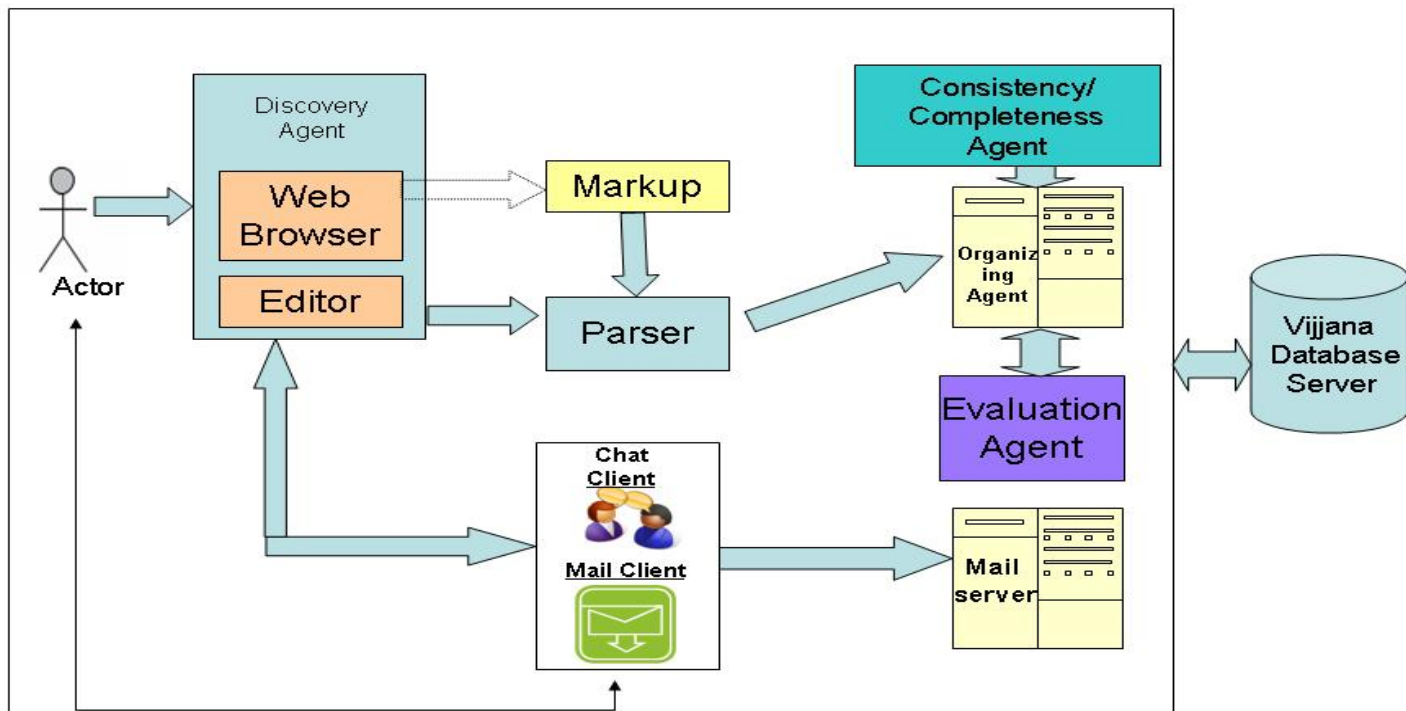 Discovery
Agent
Web
Browser
Editor
Actor
Markup
Parser
Consistency/
Completeness
Agent
Organiz
ing
Agent
Evaluation
Agent
Vijjana
Database
Server
Chat
Client
Mail Client
Mail
server